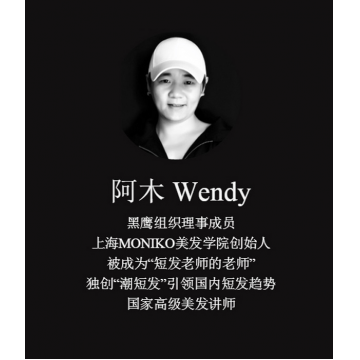 阿木 Wendy
黑鹰组织理事成员
上海MONIKO美发学院创始人
被成为“短发老师的老师”
独创“潮短发”引领国内短发趋势
国家高级美发讲师